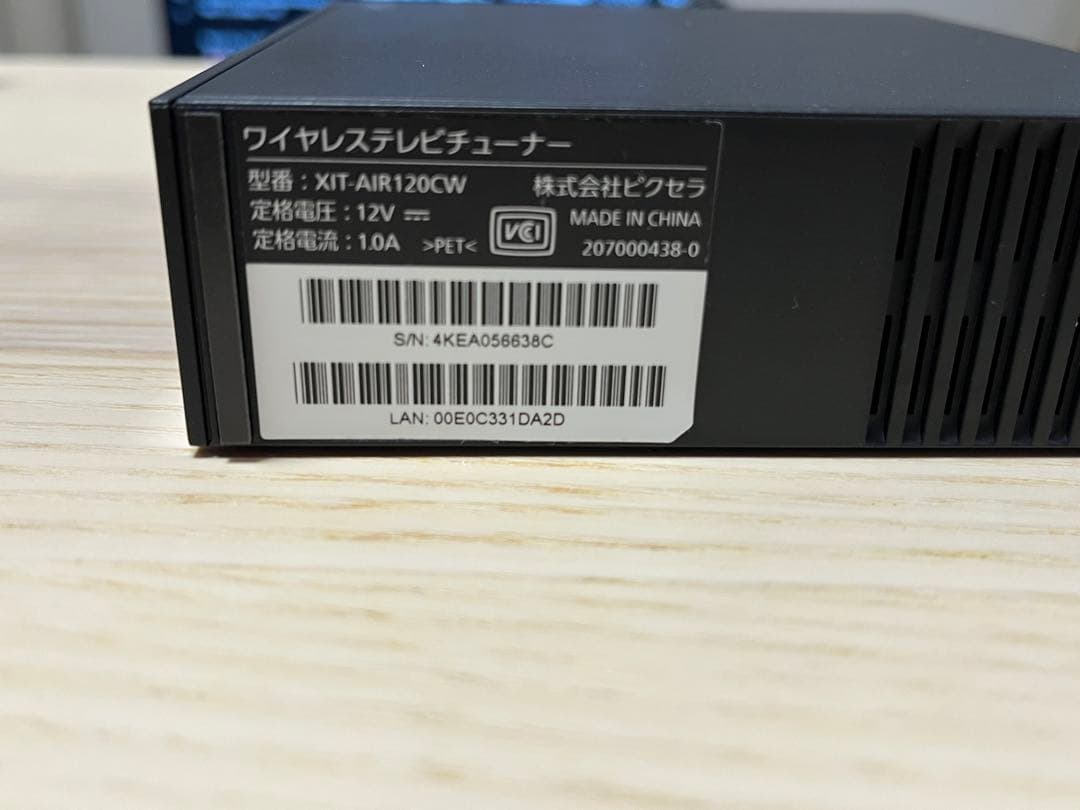 ワイヤレステレビチューナー
型番：XIT-AIR120CW 株式会社ピクセラ
定格電圧：12V ⎓ MADE IN CHINA
定格電流：1.0A >PET< VCCI 207000438-0
S/N: 4KEA056638C
LAN: 00E0C331DA2D